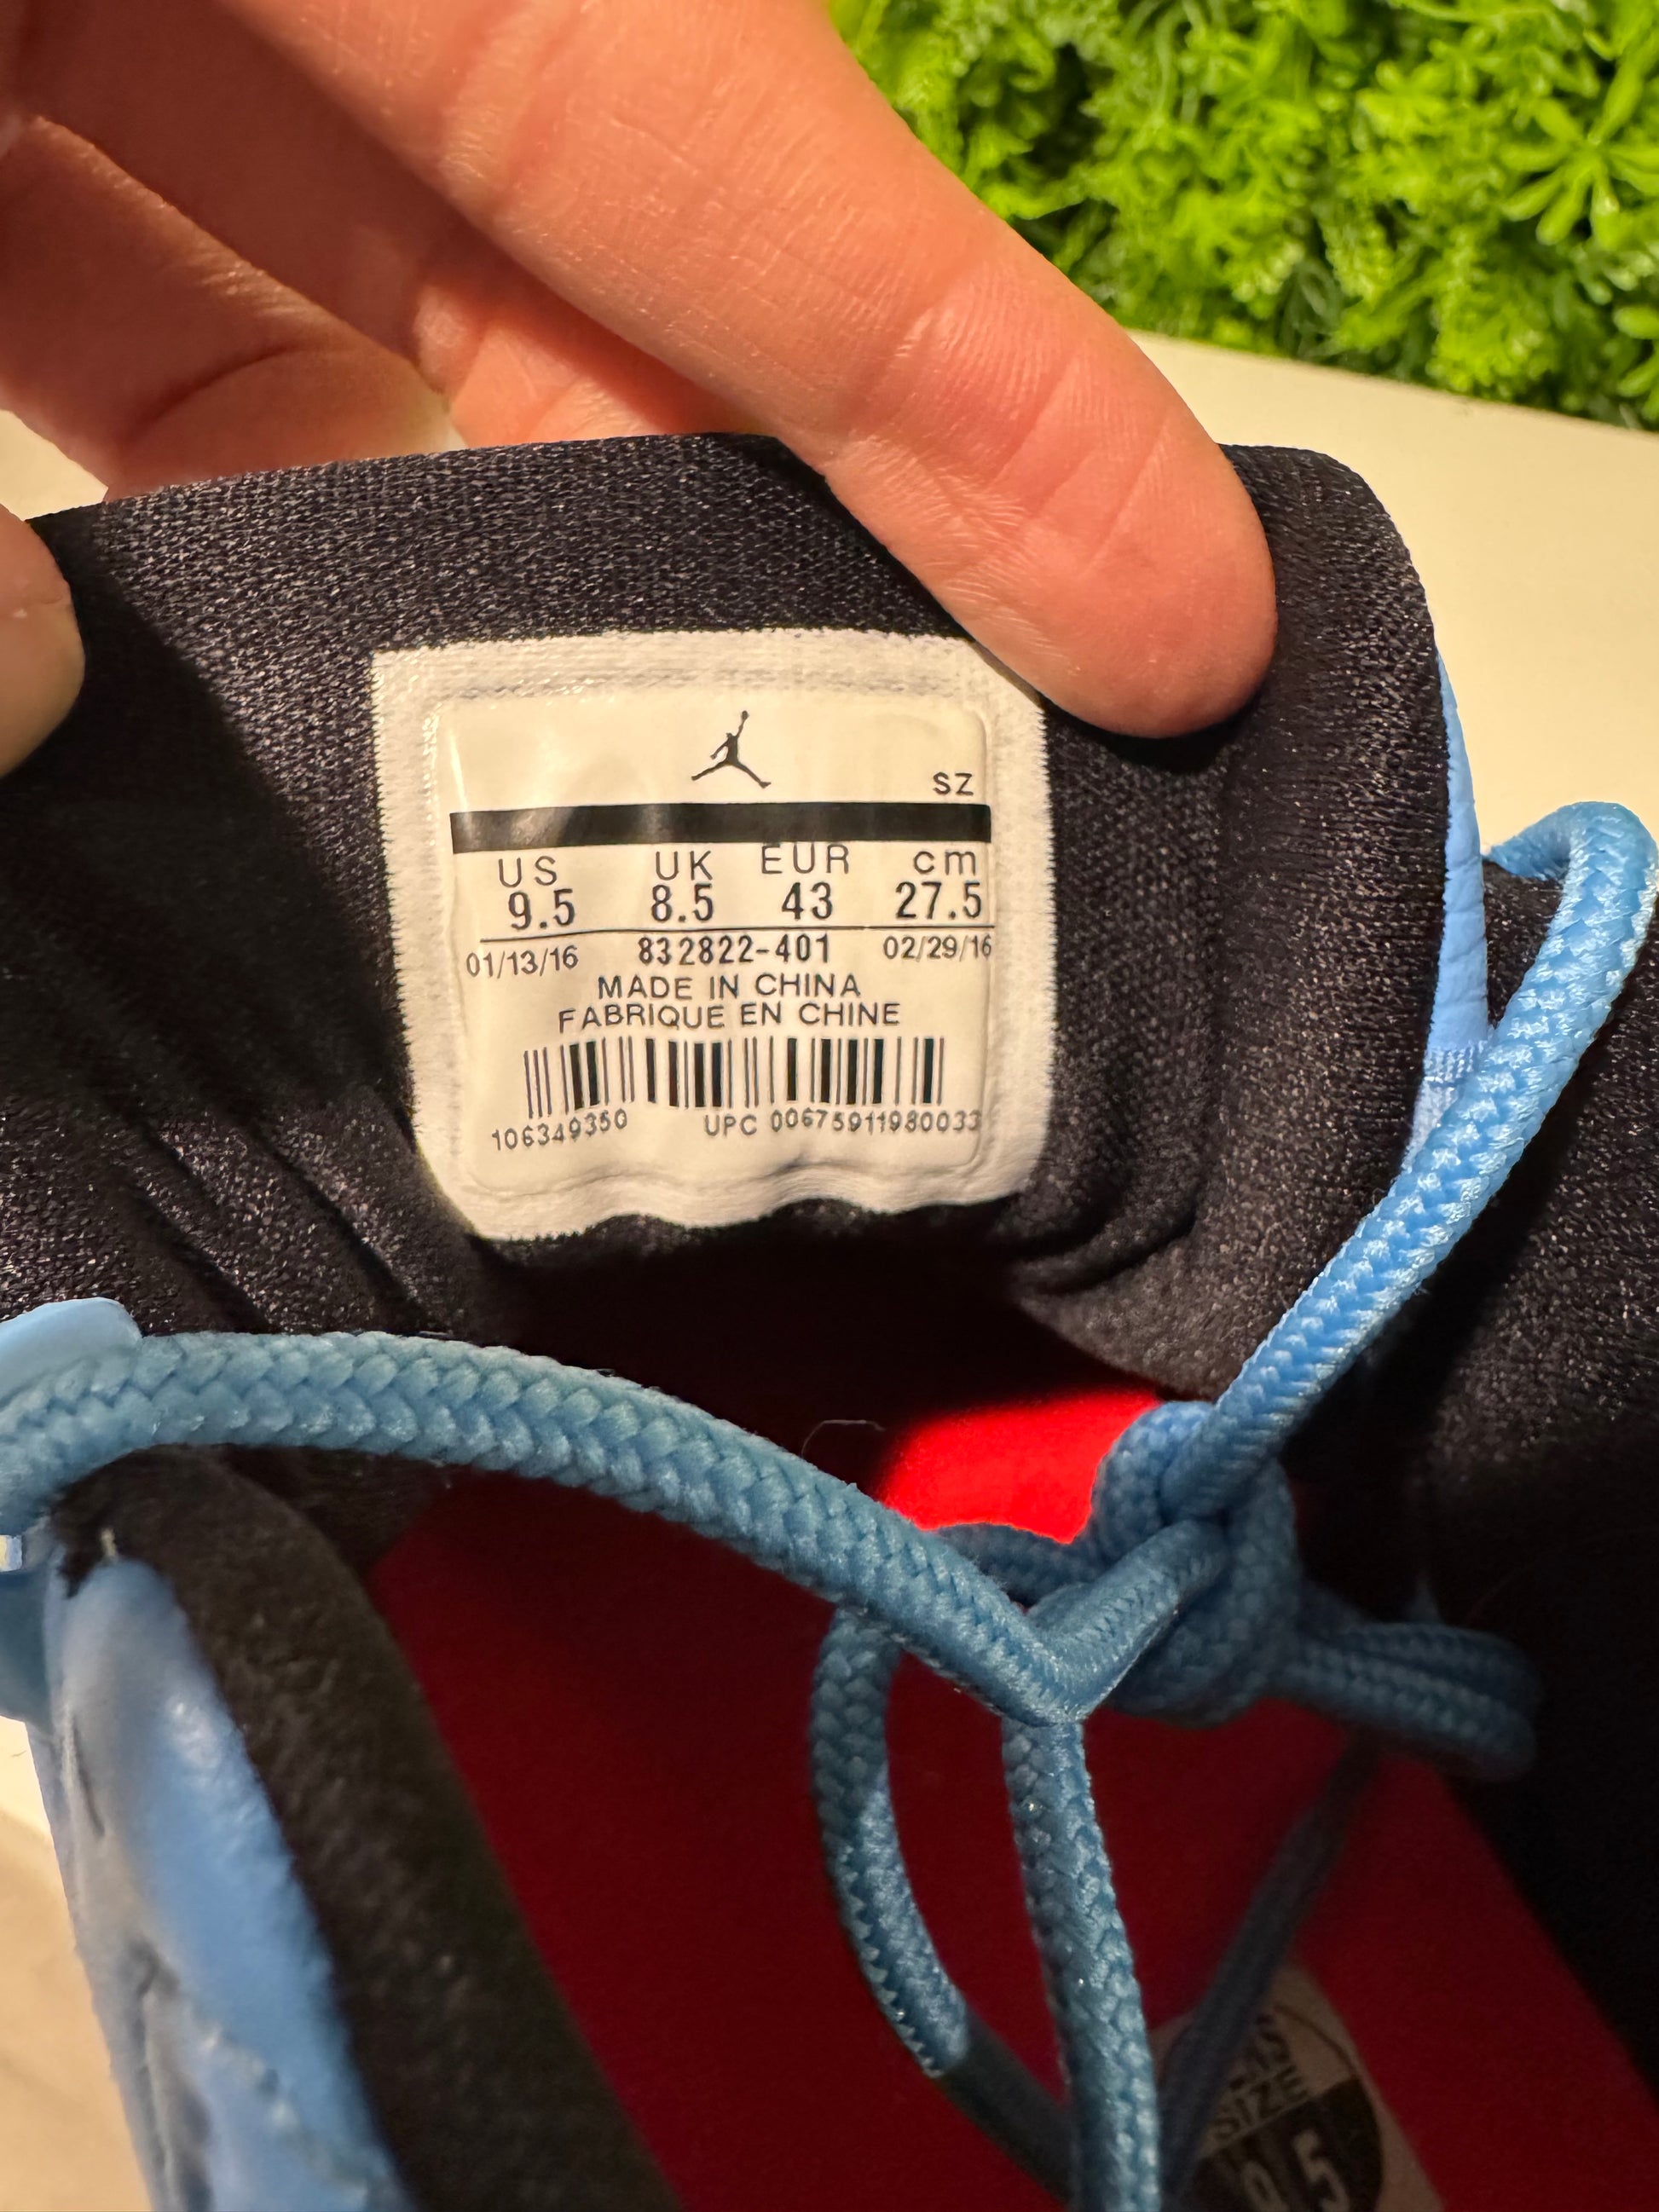 SZ
US UK EUR cm
9.5 8.5 43 27.5
01/13/16 832822-401 02/29/16
MADE IN CHINA
FABRIQUE EN CHINE
106349350 UPC 00675911980033
SIZE